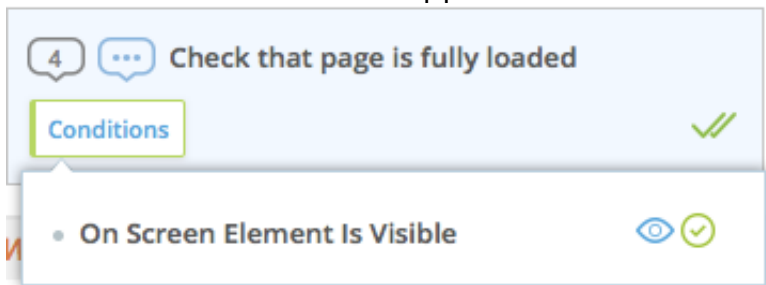 4 Check that page is fully loaded
Conditions
On Screen Element Is Visible